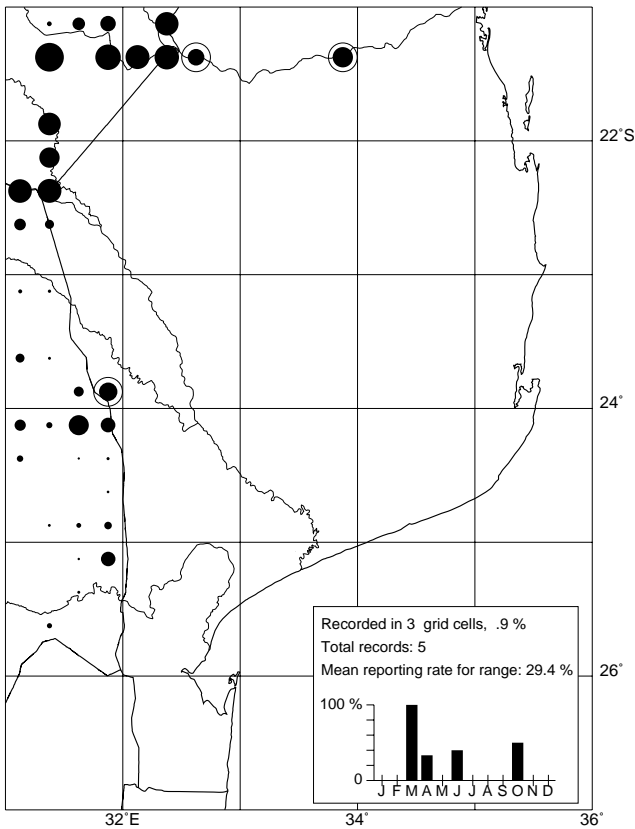 22˚S
24˚
Recorded in 3 grid cells, .9 %
Total records: 5
Mean reporting rate for range: 29.4 %
26˚
100 %
0
J F M A M J J A S O N D
32˚E
34˚
36˚